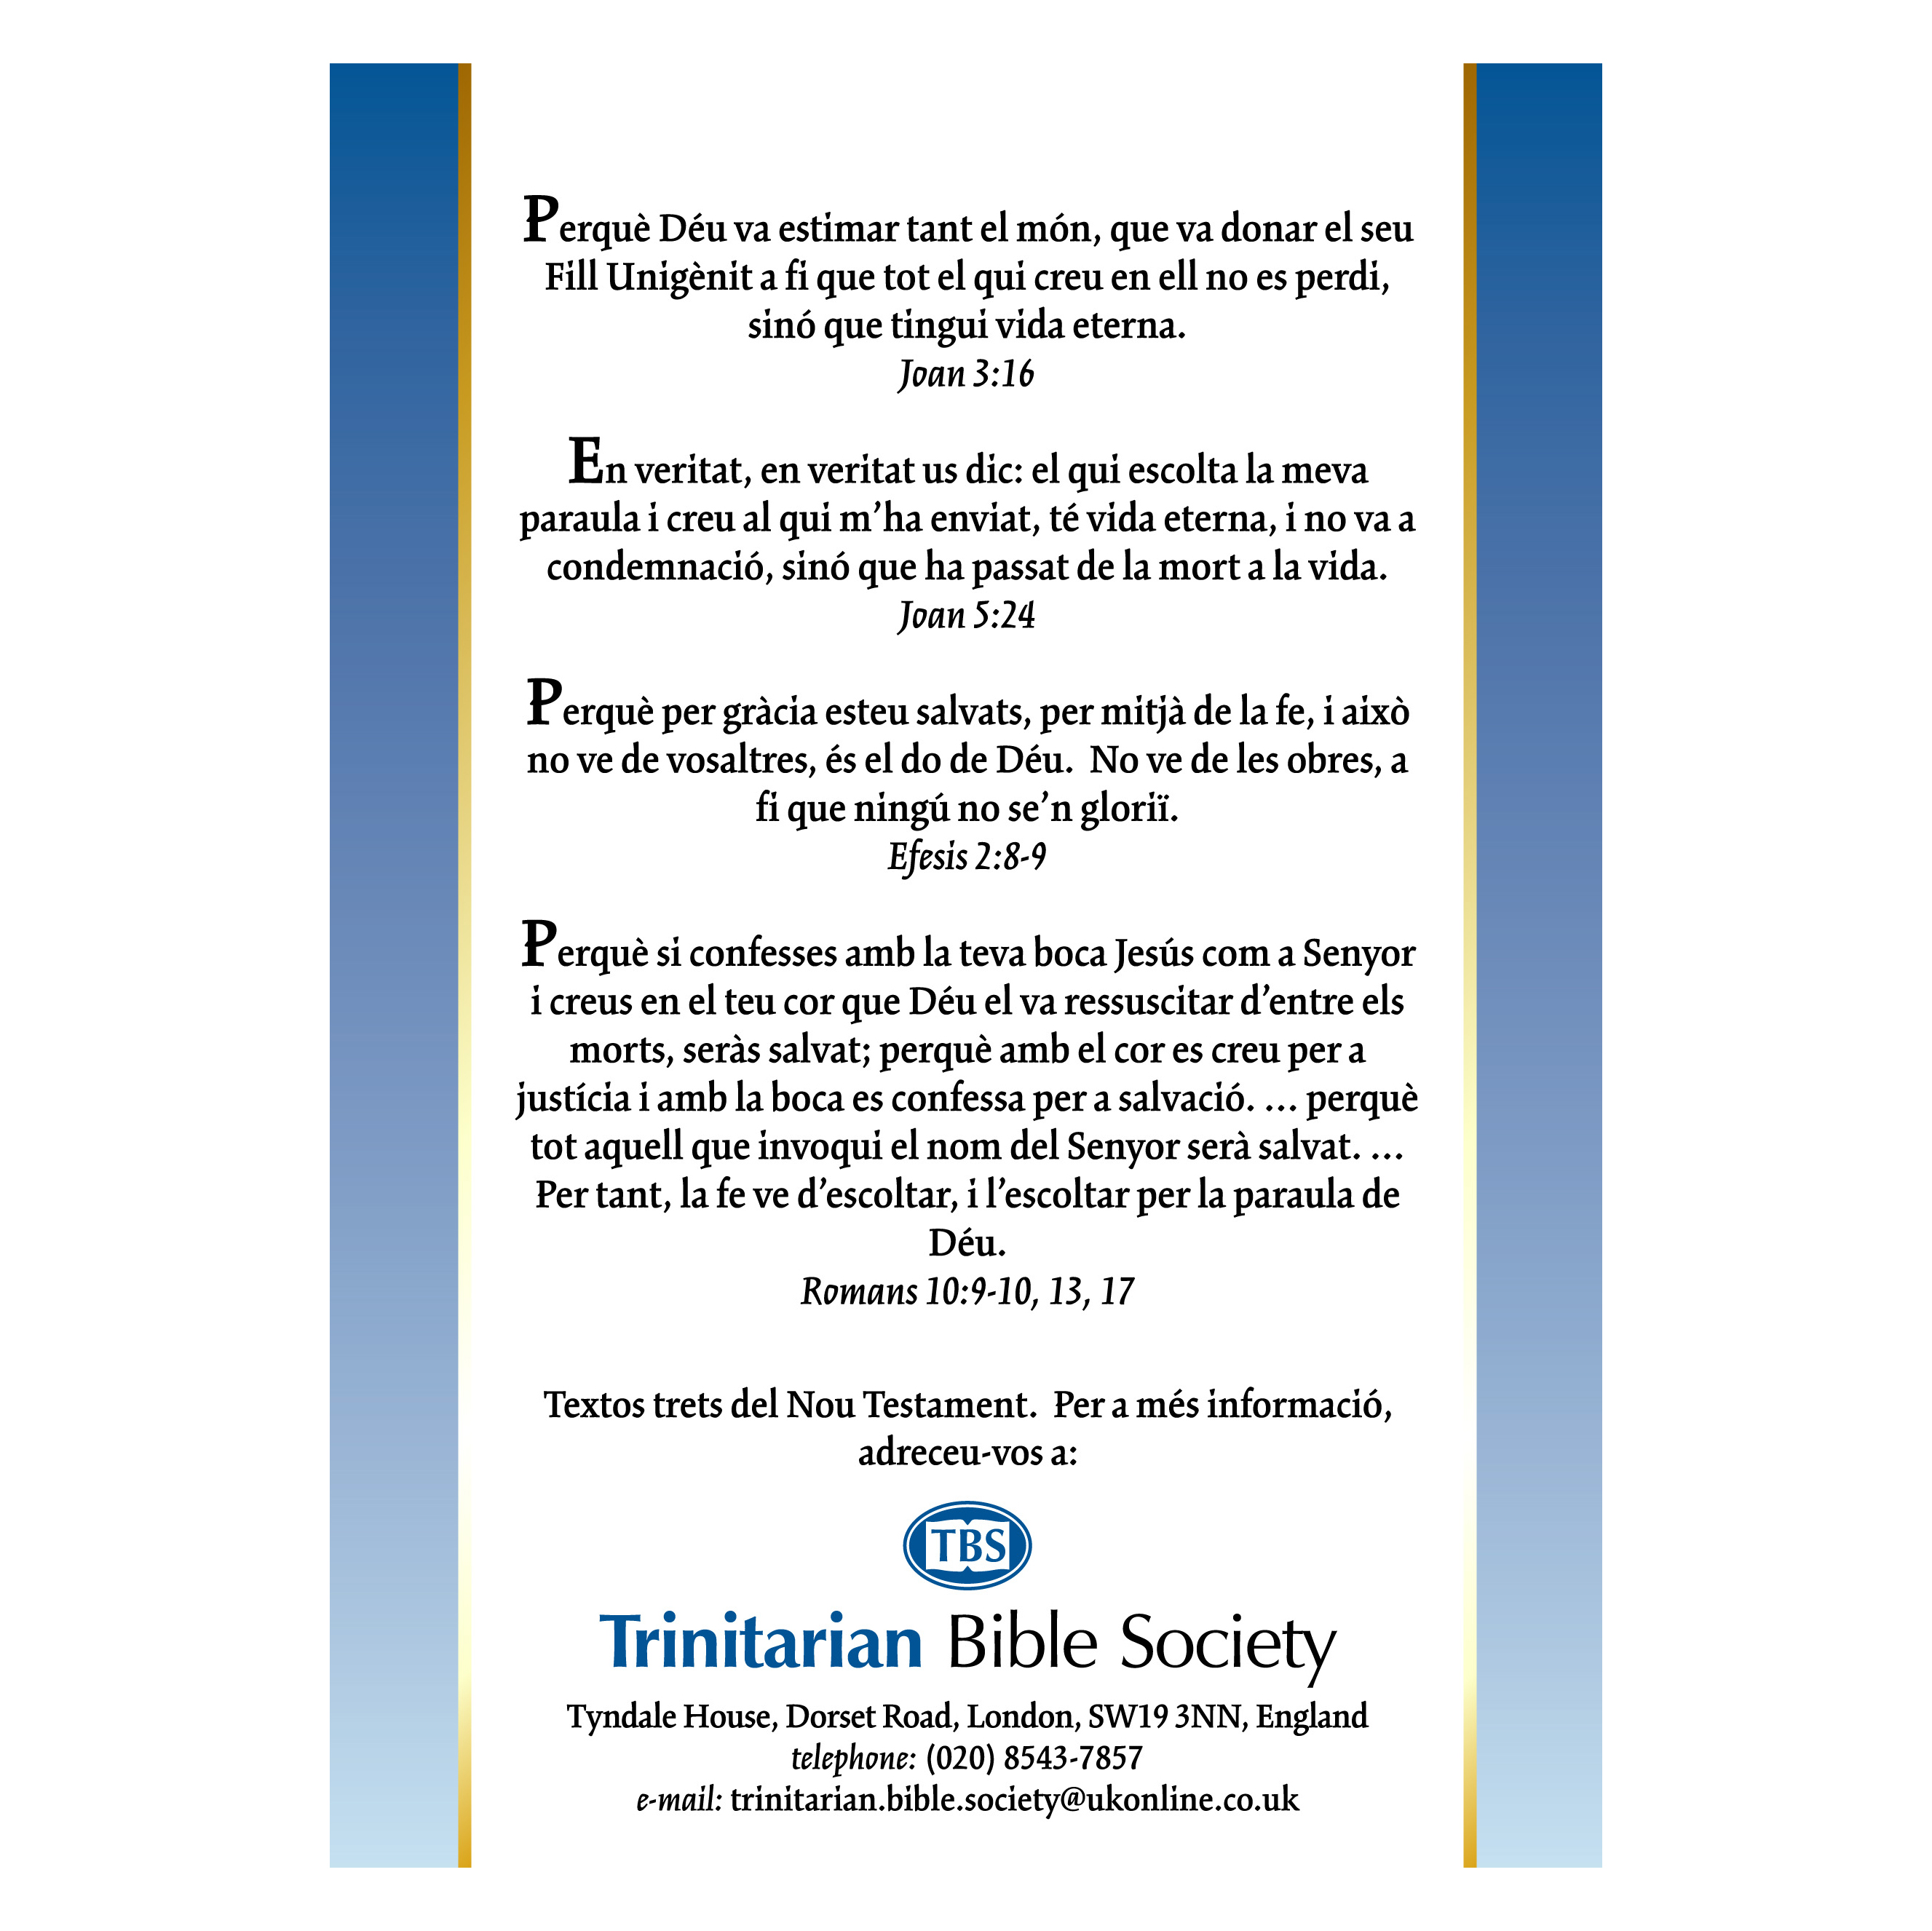 Perquè Déu va estimar tant el món, que va donar el seu
Fill Unigènit a fi que tot el qui creu en ell no es perdi,
sinó que tingui vida eterna.
Joan 3:16
En veritat, en veritat us dic: el qui escolta la meva
paraula i creu al qui m’ha enviat, té vida eterna, i no va a
condemnació, sinó que ha passat de la mort a la vida.
Joan 5:24
Perquè per gràcia esteu salvats, per mitjà de la fe, i això
no ve de vosaltres, és el do de Déu.  No ve de les obres, a
fi que ningú no se’n gloriï.
Efesis 2:8-9
Perquè si confesses amb la teva boca Jesús com a Senyor
i creus en el teu cor que Déu el va ressuscitar d’entre els
morts, seràs salvat; perquè amb el cor es creu per a
justícia i amb la boca es confessa per a salvació. … perquè
tot aquell que invoqui el nom del Senyor serà salvat. …
Per tant, la fe ve d’escoltar, i l’escoltar per la paraula de
Déu.
Romans 10:9-10, 13, 17
Textos trets del Nou Testament.  Per a més informació,
adreceu-vos a:
TBS
Trinitarian Bible Society
Tyndale House, Dorset Road, London, SW19 3NN, England
telephone: (020) 8543-7857
e-mail: trinitarian.bible.society@ukonline.co.uk